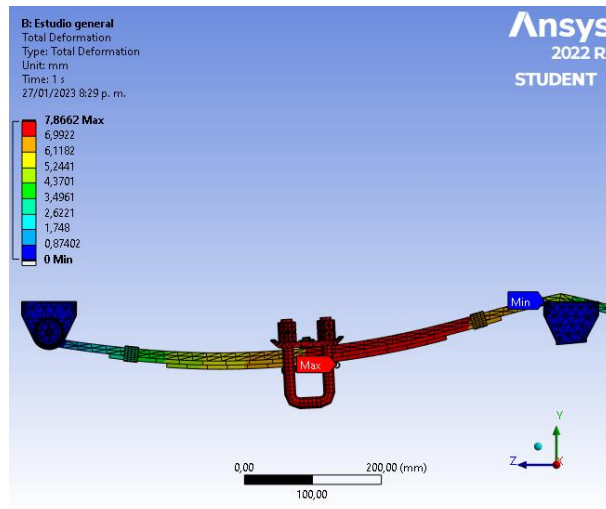 B: Estudio general
Total Deformation
Type: Total Deformation
Unit: mm
Time: 1 s
27/01/2023 8:29 p. m.
7,8662 Max
6,9922
6,1182
5,2441
4,3701
3,4961
2,6221
1,748
0,87402
0 Min
Ansys
2022 R
STUDENT
Min
Max
0,00
200,00 (mm)
100,00
Y
Z
X